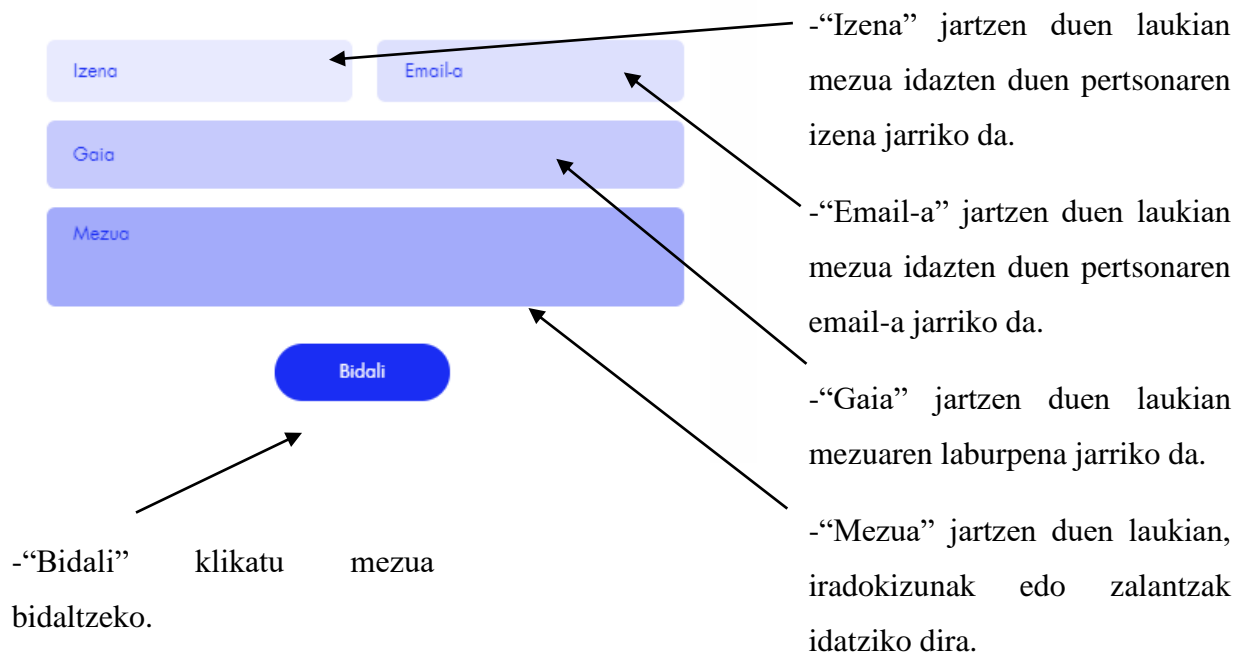 Izena
Email-a
Gaia
Mezua
Bidali
-“Bidali” klikatu mezua
bidaltzeko.
-“Izena” jartzen duen laukian
mezua idazten duen pertsonaren
izena jarriko da.
-“Email-a” jartzen duen laukian
mezua idazten duen pertsonaren
email-a jarriko da.
-“Gaia” jartzen duen laukian
mezuaren laburpena jarriko da.
-“Mezua” jartzen duen laukian,
iradokizunak edo zalantzak
idatziko dira.